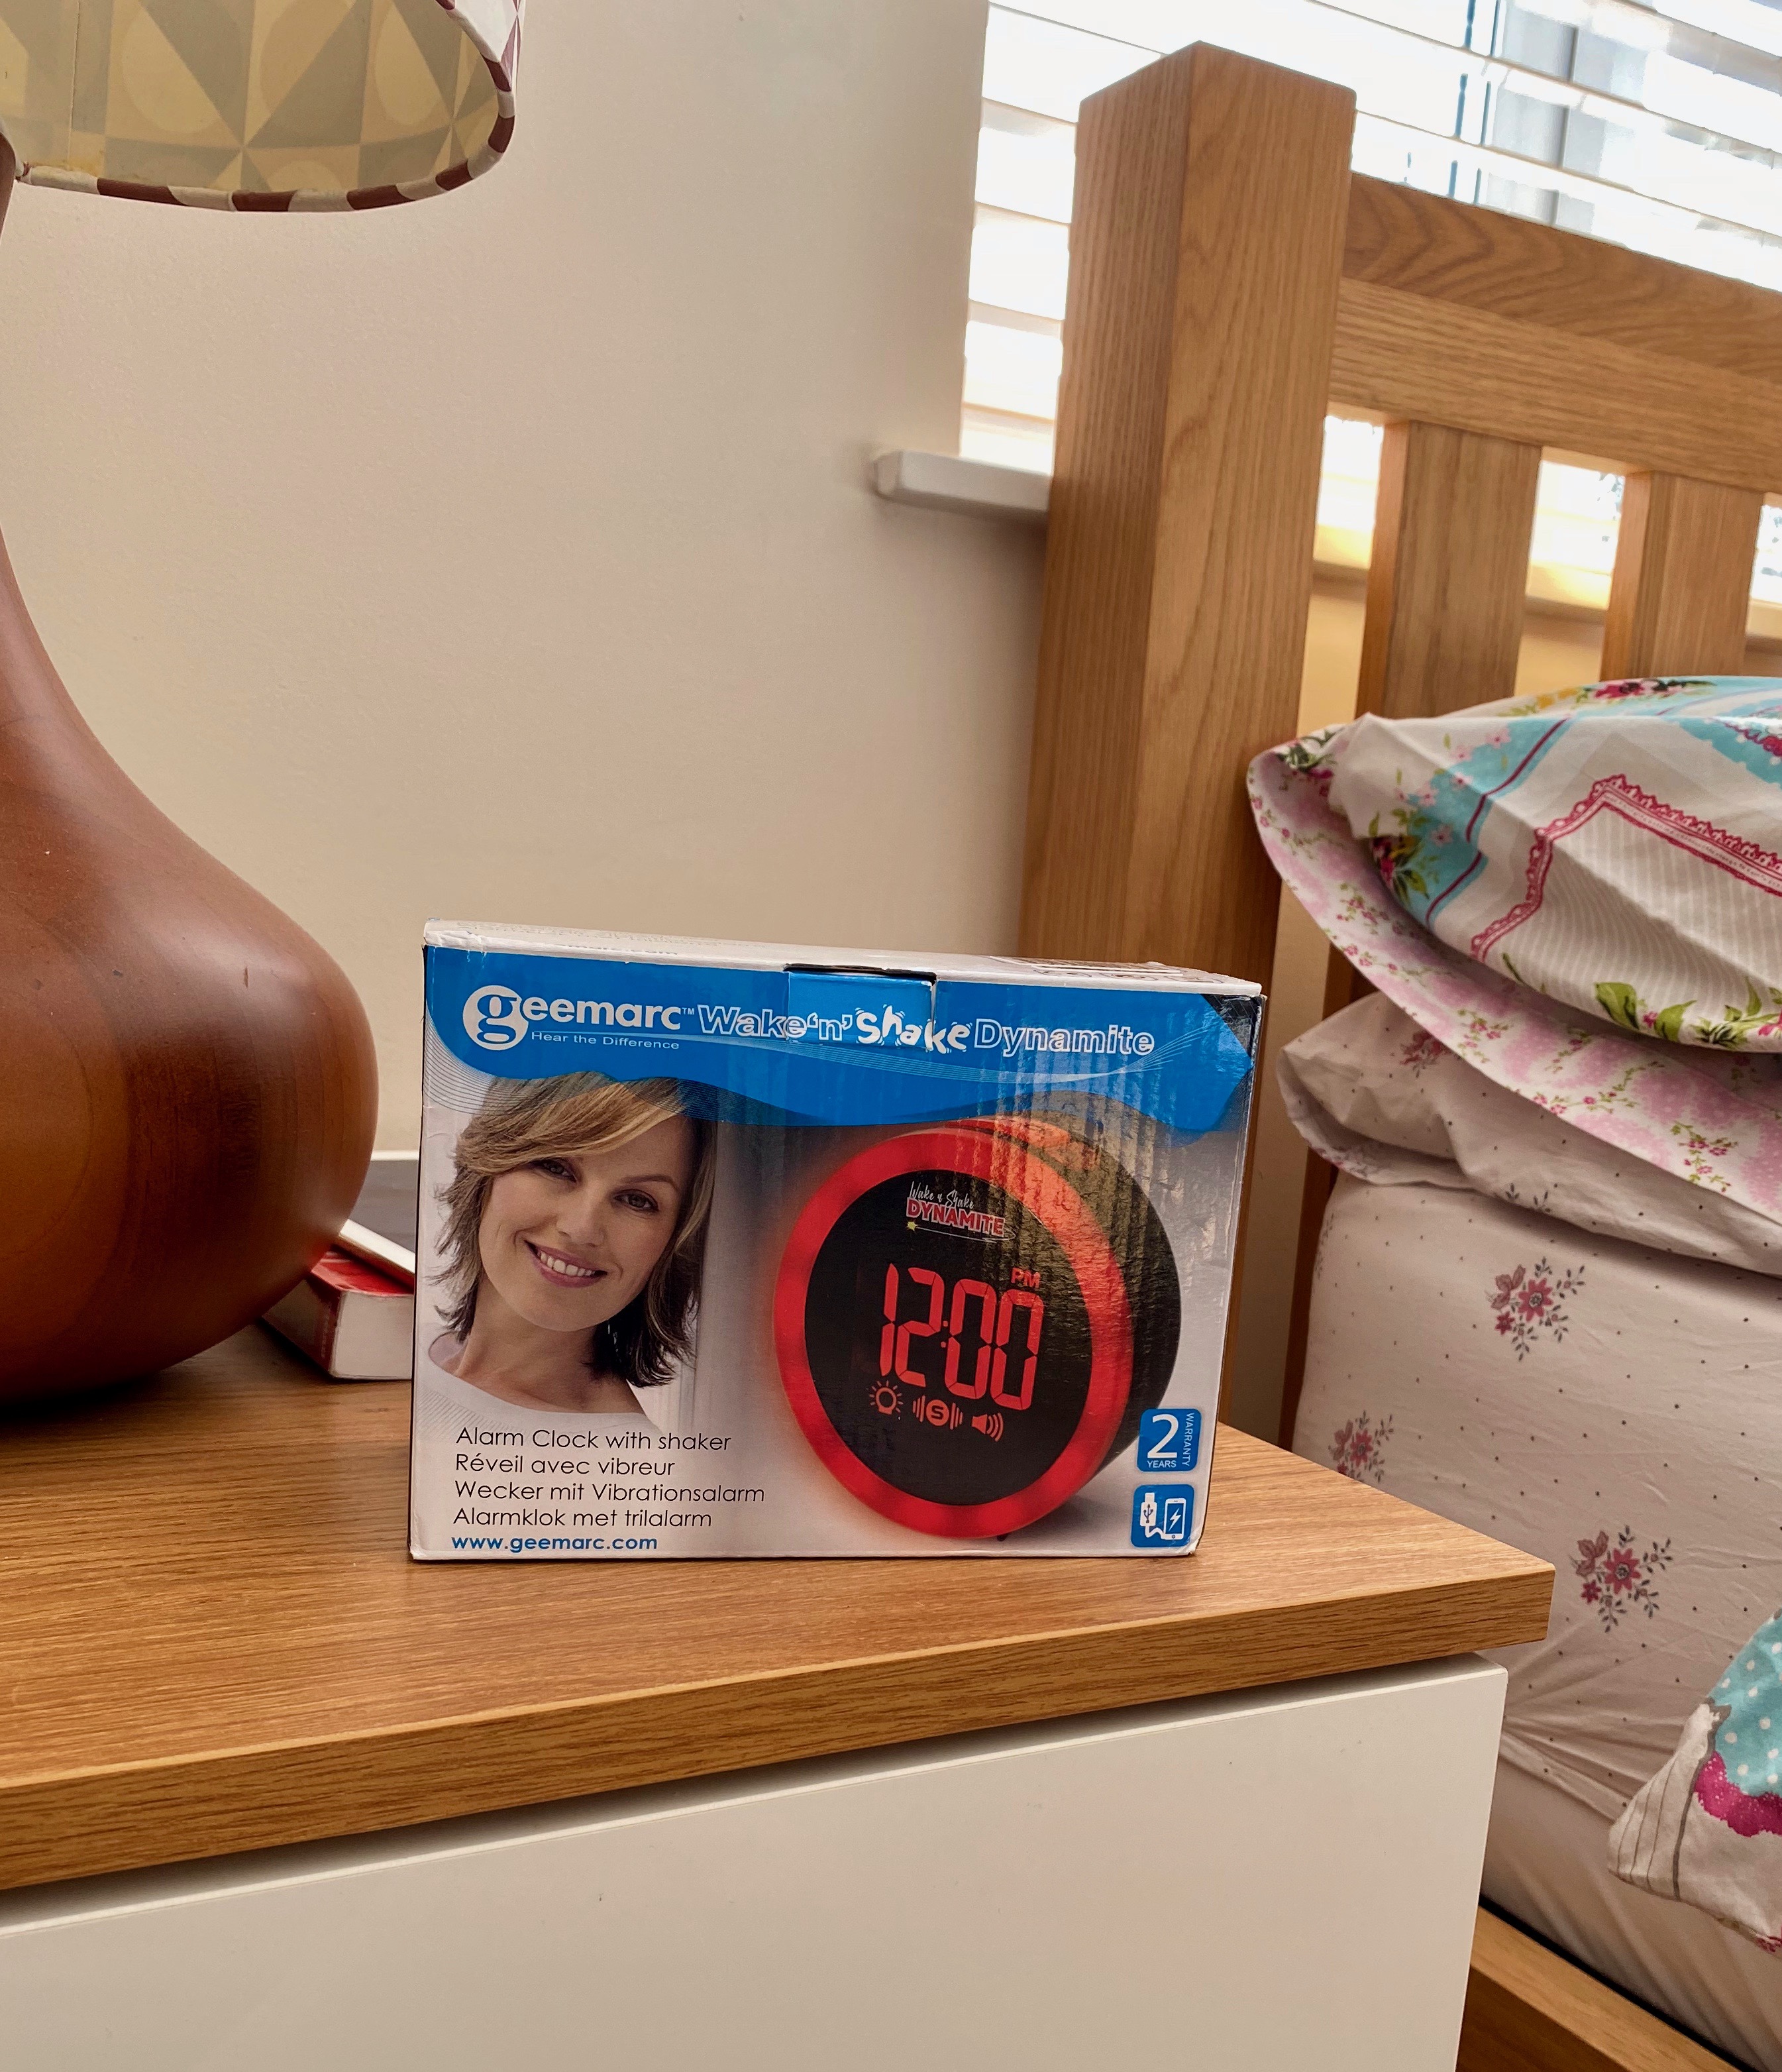 geemarc™ Wake'n'Shake Dynamite
Hear the Difference
Wake n Shake
DYNAMITE
PM
12:00
S
Alarm Clock with shaker
Réveil avec vibreur
Wecker mit Vibrationsalarm
Alarmklok met trilalarm
www.geemarc.com
2
YEARS
WARRANTY